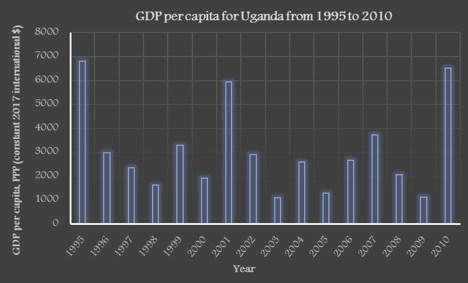 GDP per capita for Uganda from 1995 to 2010
GDP per capita, PPP (constant 2017 international $)
8000
7000
6000
5000
4000
3000
2000
1000
0
1995 1996 1997 1998 1999 2000 2001 2002 2003 2004 2005 2006 2007 2008 2009 2010
Year